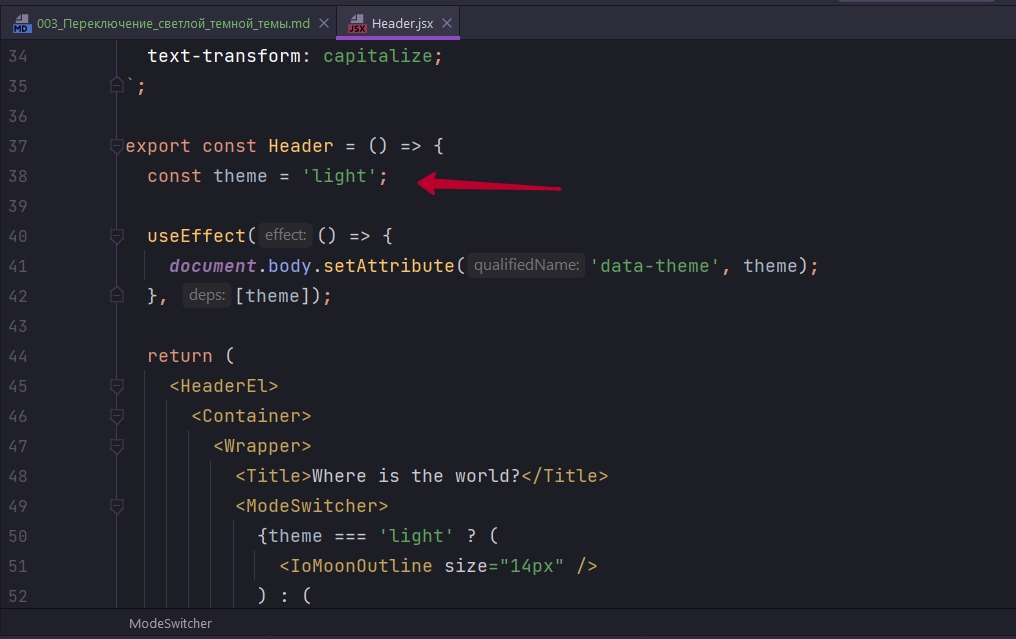 003_Переключение_светлой_темной_темы.md Header.jsx
34 text-transform: capitalize;
35 `;
36
37 export const Header = () => {
38 const theme = 'light';
39
40 useEffect( effect: () => {
41 document.body.setAttribute( qualifiedName: 'data-theme', theme);
42 }, deps: [theme]);
43
44 return (
45 <HeaderEl>
46 <Container>
47 <Wrapper>
48 <Title>Where is the world?</Title>
49 <ModeSwitcher>
50 {theme === 'light' ? (
51 <IoMoonOutline size="14px" />
52 ) : (
ModeSwitcher